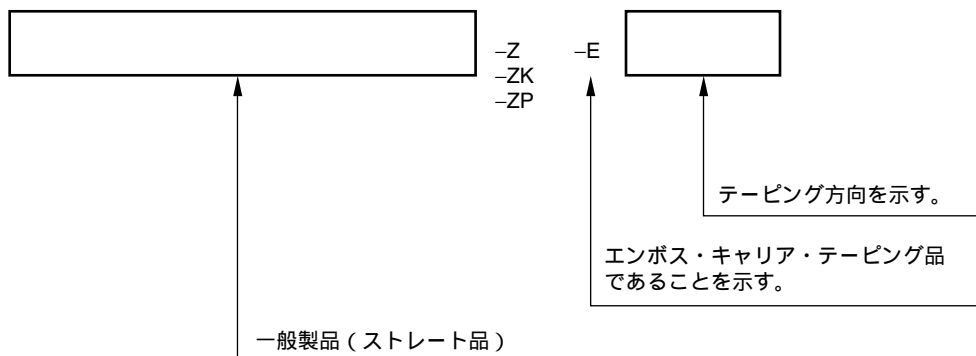 –Z –E
–ZK
–ZP
テーピング方向を示す。
エンボス・キャリア・テーピング品
であることを示す。
一般製品(ストレート品)